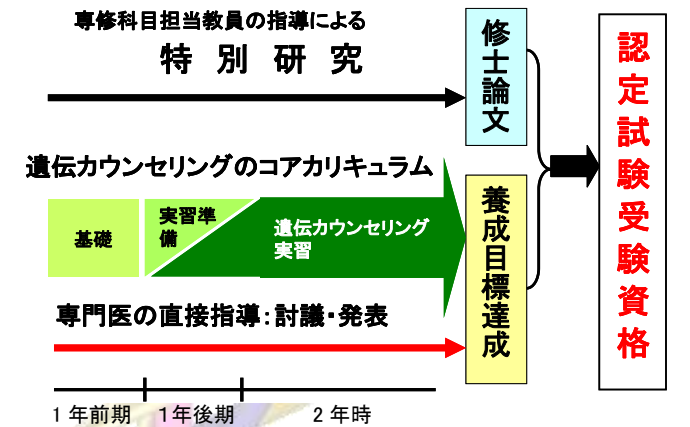 専修科目担当教員の指導による
特別研究
修士論文
認定試験受験資格
遺伝カウンセリングのコアカリキュラム
基礎
実習準
備
遺伝カウンセリング
実習
養成目標達成
専門医の直接指導：討議・発表
1年前期
1年後期
2年時